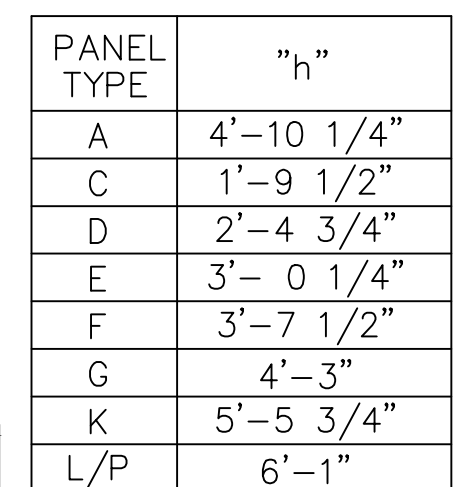 PANEL TYPE "h"
A 4'-10 1/4"
C 1'-9 1/2"
D 2'-4 3/4"
E 3'- 0 1/4"
F 3'-7 1/2"
G 4'-3"
K 5'-5 3/4"
L/P 6'-1"